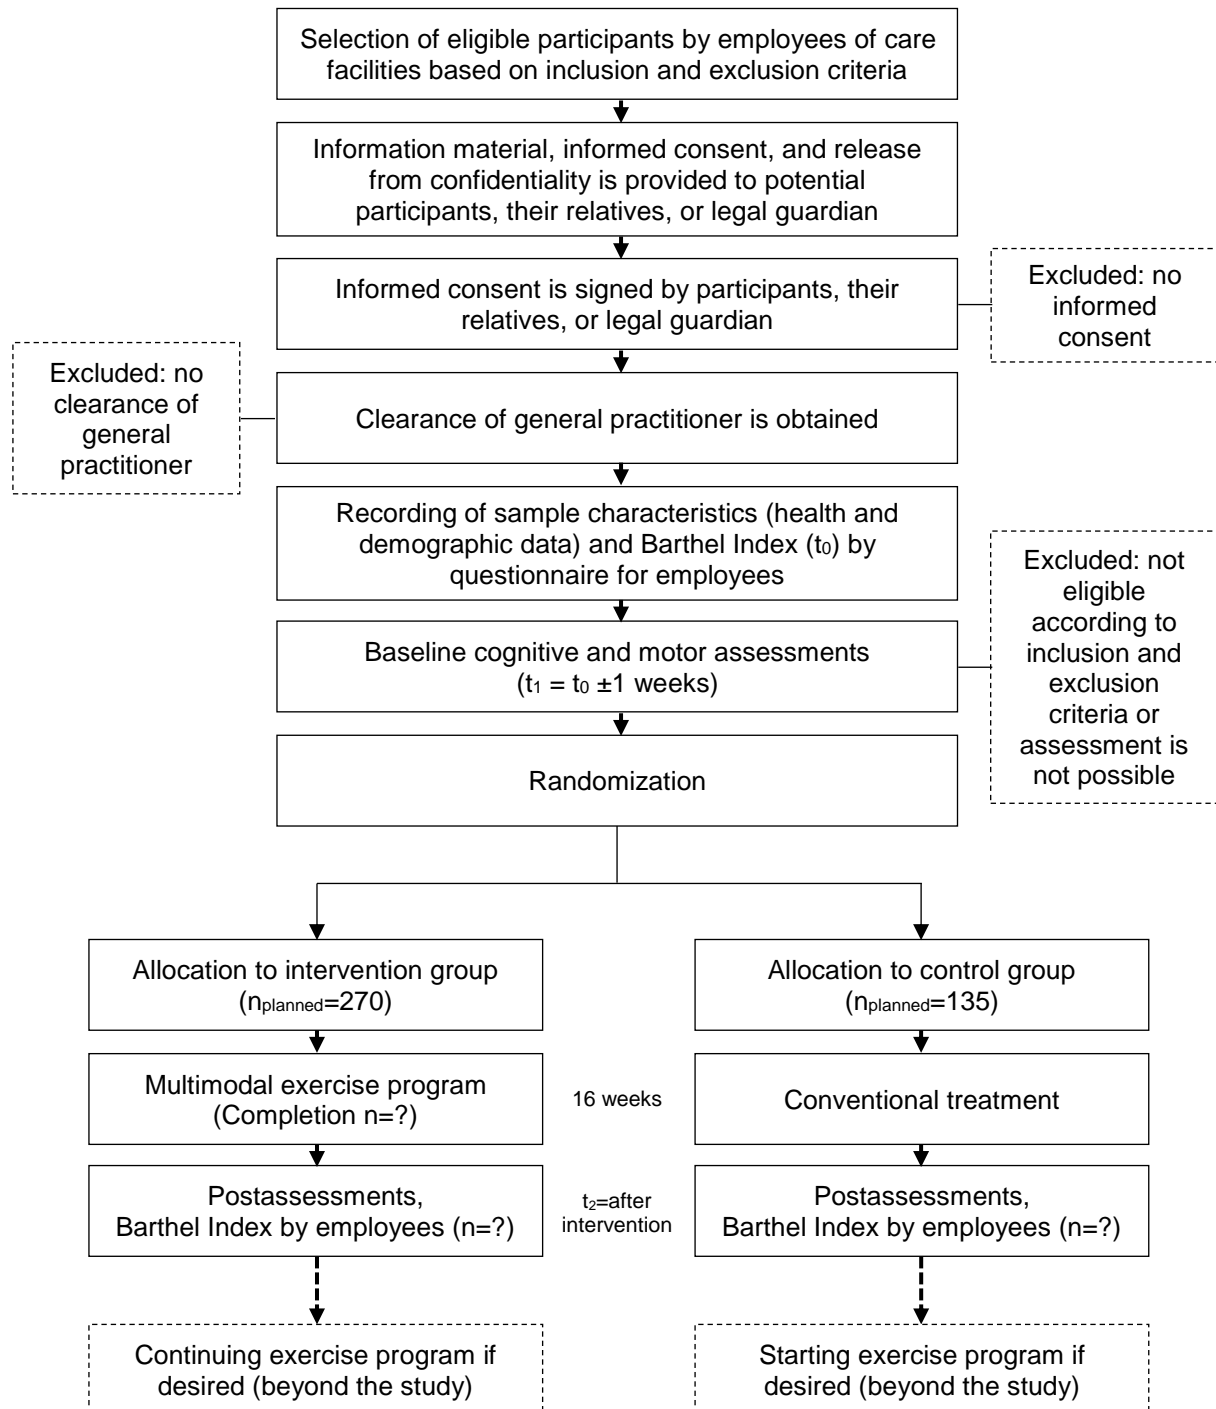 Selection of eligible participants by employees of care
facilities based on inclusion and exclusion criteria
Information material, informed consent, and release
from confidentiality is provided to potential
participants, their relatives, or legal guardian
Informed consent is signed by participants, their
relatives, or legal guardian
Excluded: no
informed
consent
Excluded: no
clearance of
general
practitioner
Clearance of general practitioner is obtained
Recording of sample characteristics (health and
demographic data) and Barthel Index (t₀) by
questionnaire for employees
Baseline cognitive and motor assessments
(t₁ = t₀ ±1 weeks)
Excluded: not
eligible
according to
inclusion and
exclusion
criteria or
assessment is
not possible
Randomization
Allocation to intervention group
(nplanned=270)
Allocation to control group
(nplanned=135)
Multimodal exercise program
(Completion n=?)
16 weeks
Conventional treatment
Postassessments,
Barthel Index by employees (n=?)
t₂=after
intervention
Postassessments,
Barthel Index by employees (n=?)
Continuing exercise program if
desired (beyond the study)
Starting exercise program if
desired (beyond the study)